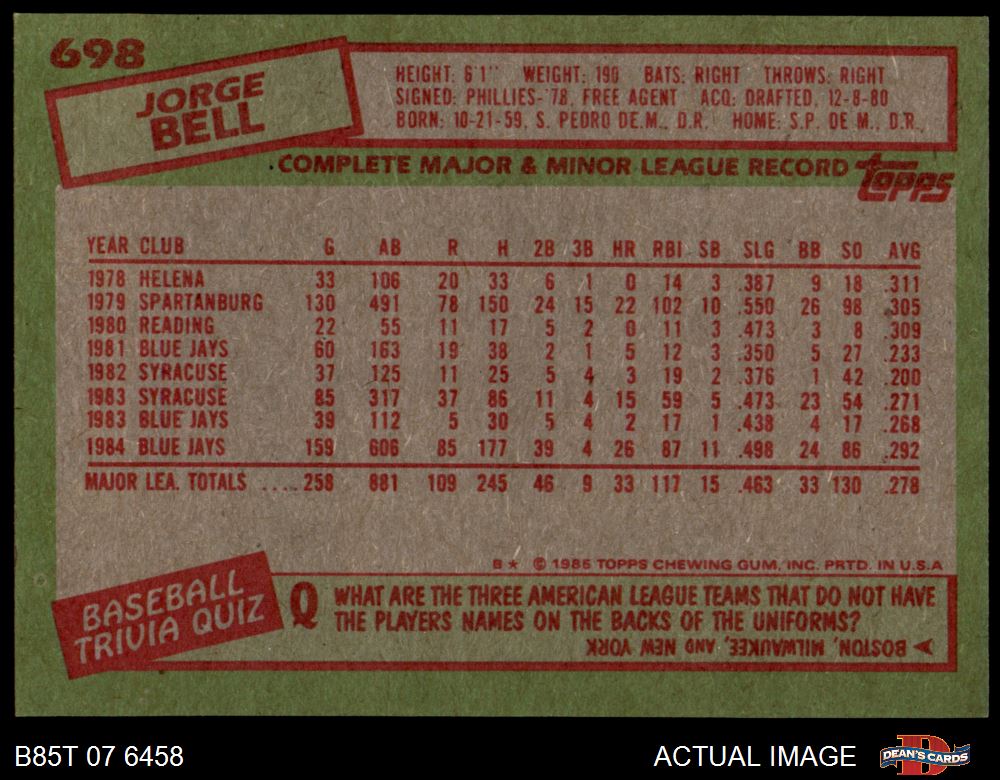 698
JORGE
BELL
HEIGHT: 6'1" WEIGHT: 190 BATS: RIGHT THROWS: RIGHT
SIGNED: PHILLIES-'78, FREE AGENT ACQ: DRAFTED, 12-8-80
BORN: 10-21-59, S. PEDRO DE.M., D.R. HOME: S.P. DE M., D.R.
COMPLETE MAJOR & MINOR LEAGUE RECORD
topps
YEAR CLUB G AB R H 2B 3B HR RBI SB SLG BB SO AVG
1978 HELENA 33 106 20 33 6 1 0 14 3 .387 9 18 .311
1979 SPARTANBURG 130 491 78 150 24 15 22 102 10 .550 26 98 .305
1980 READING 22 55 11 17 5 2 0 11 3 .473 3 8 .309
1981 BLUE JAYS 60 163 19 38 2 1 5 12 3 .350 5 27 .233
1982 SYRACUSE 37 125 11 25 5 4 3 19 2 .376 1 42 .200
1983 SYRACUSE 85 317 37 86 11 4 15 59 5 .473 23 54 .271
1983 BLUE JAYS 39 112 5 30 5 4 2 17 1 .438 4 17 .268
1984 BLUE JAYS 159 606 85 177 39 4 26 87 11 .498 24 86 .292
MAJOR LEA. TOTALS .... 258 881 109 245 46 9 33 117 15 .463 33 130 .278
B★ © 1985 TOPPS CHEWING GUM, INC. PRTD. IN U.S.A
BASEBALL
TRIVIA QUIZ
Q WHAT ARE THE THREE AMERICAN LEAGUE TEAMS THAT DO NOT HAVE
THE PLAYERS NAMES ON THE BACKS OF THE UNIFORMS?
BOSTON, MILWAUKEE, AND NEW YORK
B85T 07 6458
ACTUAL IMAGE
DEAN'S CARDS